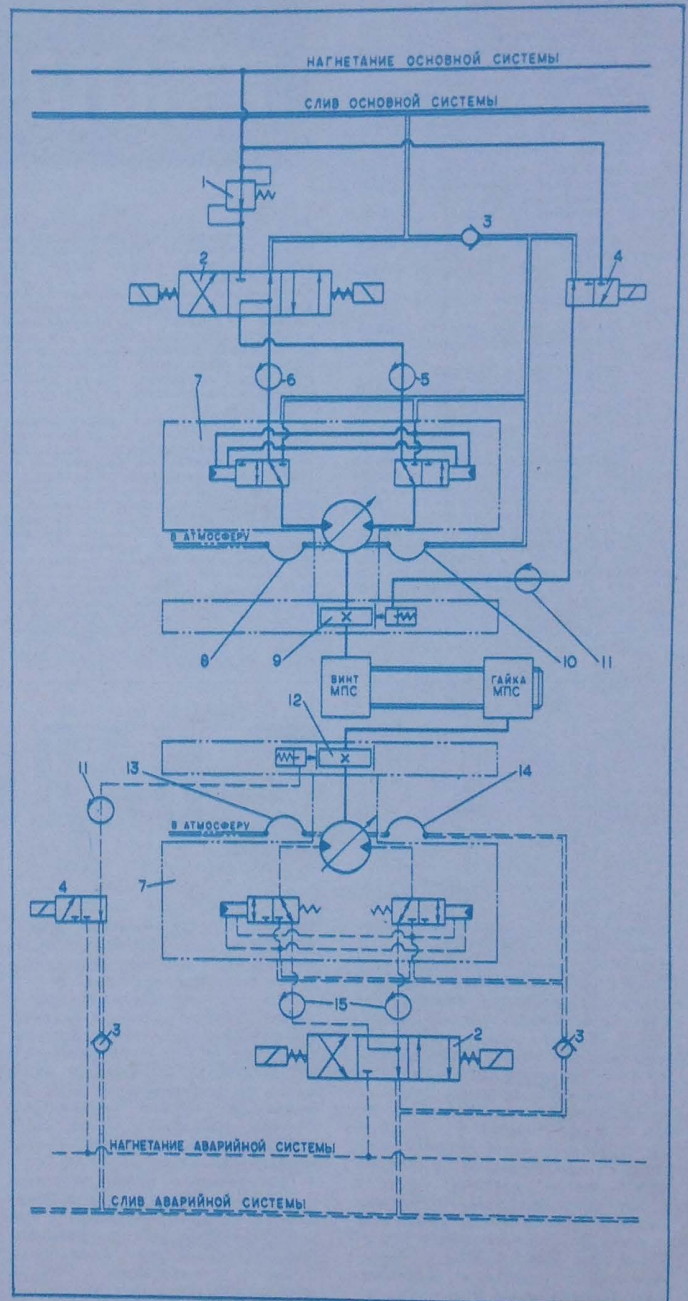 НАГНЕТАНИЕ ОСНОВНОЙ СИСТЕМЫ
СЛИВ ОСНОВНОЙ СИСТЕМЫ
1
3
2
4
7
6
5
В АТМОСФЕРУ
8
9
10
11
ВИНТ
МПС
ГАЙКА
МПС
12
11
13
14
В АТМОСФЕРУ
4
7
15
2
3
3
НАГНЕТАНИЕ АВАРИЙНОЙ СИСТЕМЫ
СЛИВ АВАРИЙНОЙ СИСТЕМЫ